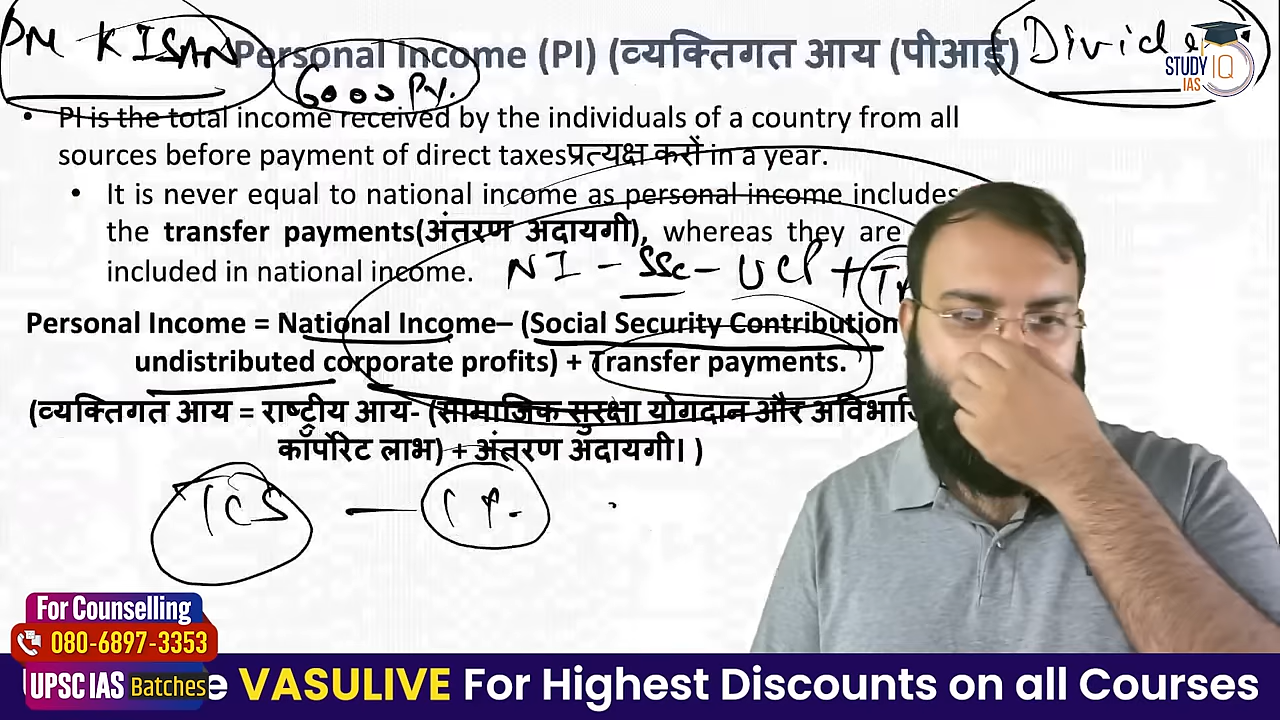 PM KISAN
Personal Income (PI) (व्यक्तिगत आय (पीआई)
Divide
STUDY IQ
IAS
6000 Py.
• PI is the total income received by the individuals of a country from all
sources before payment of direct taxesप्रत्यक्ष करों in a year.
• It is never equal to national income as personal income includes
the transfer payments(अंतरण अदायगी), whereas they are
included in national income.
NI - SSC - UCP + (Tr
Personal Income = National Income– (Social Security Contribution
undistributed corporate profits) + Transfer payments.
(व्यक्तिगत आय = राष्ट्रीय आय- (सामाजिक सुरक्षा योगदान और अविभाजि
कॉर्पोरेट लाभ) + अंतरण अदायगी। )
TCS —
For Counselling
080-6897-3353
UPSC IAS Batches
e VASULIVE For Highest Discounts on all Courses